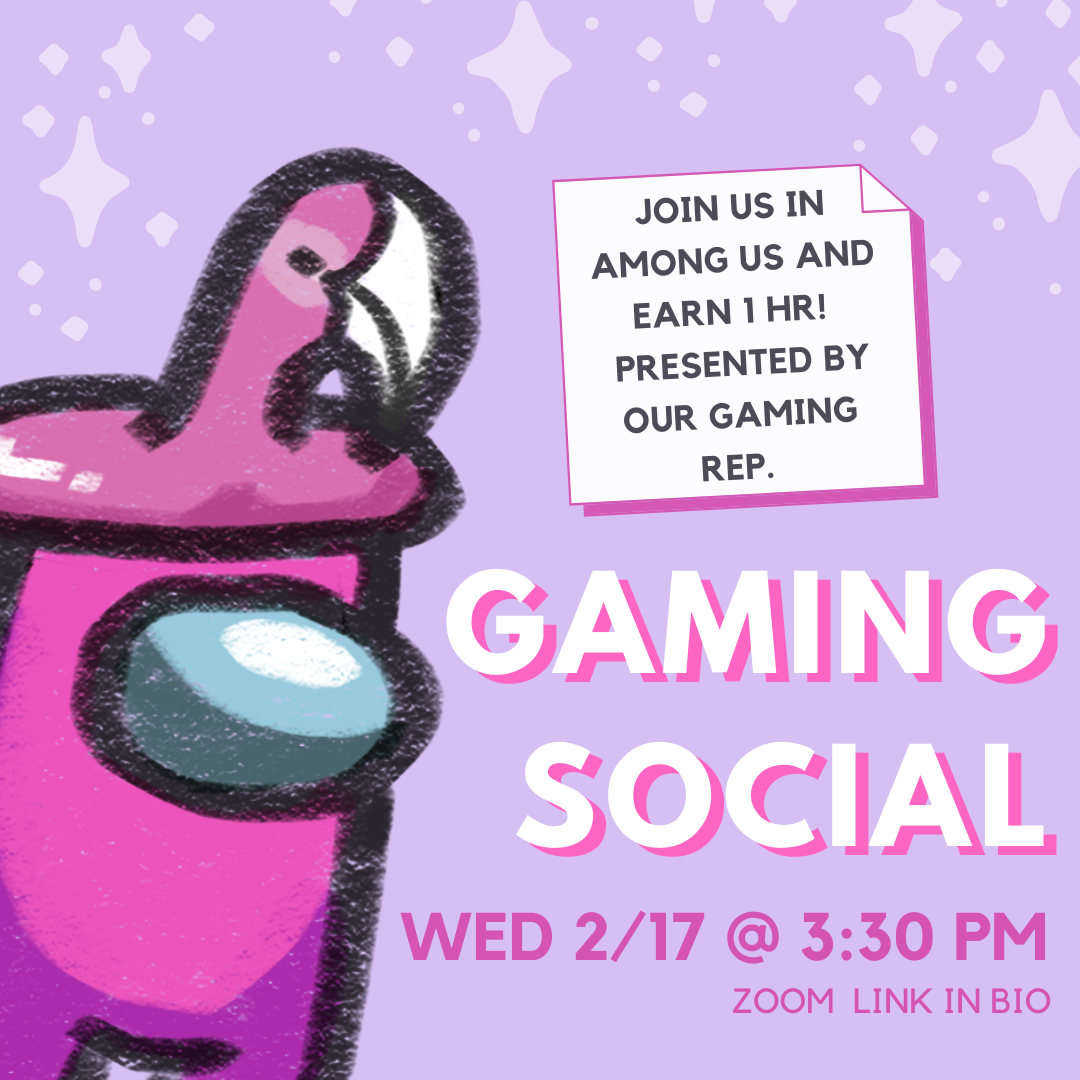 JOIN US IN
AMONG US AND
EARN 1 HR!
PRESENTED BY
OUR GAMING
REP.
GAMING
SOCIAL
WED 2/17 @ 3:30 PM
ZOOM LINK IN BIO